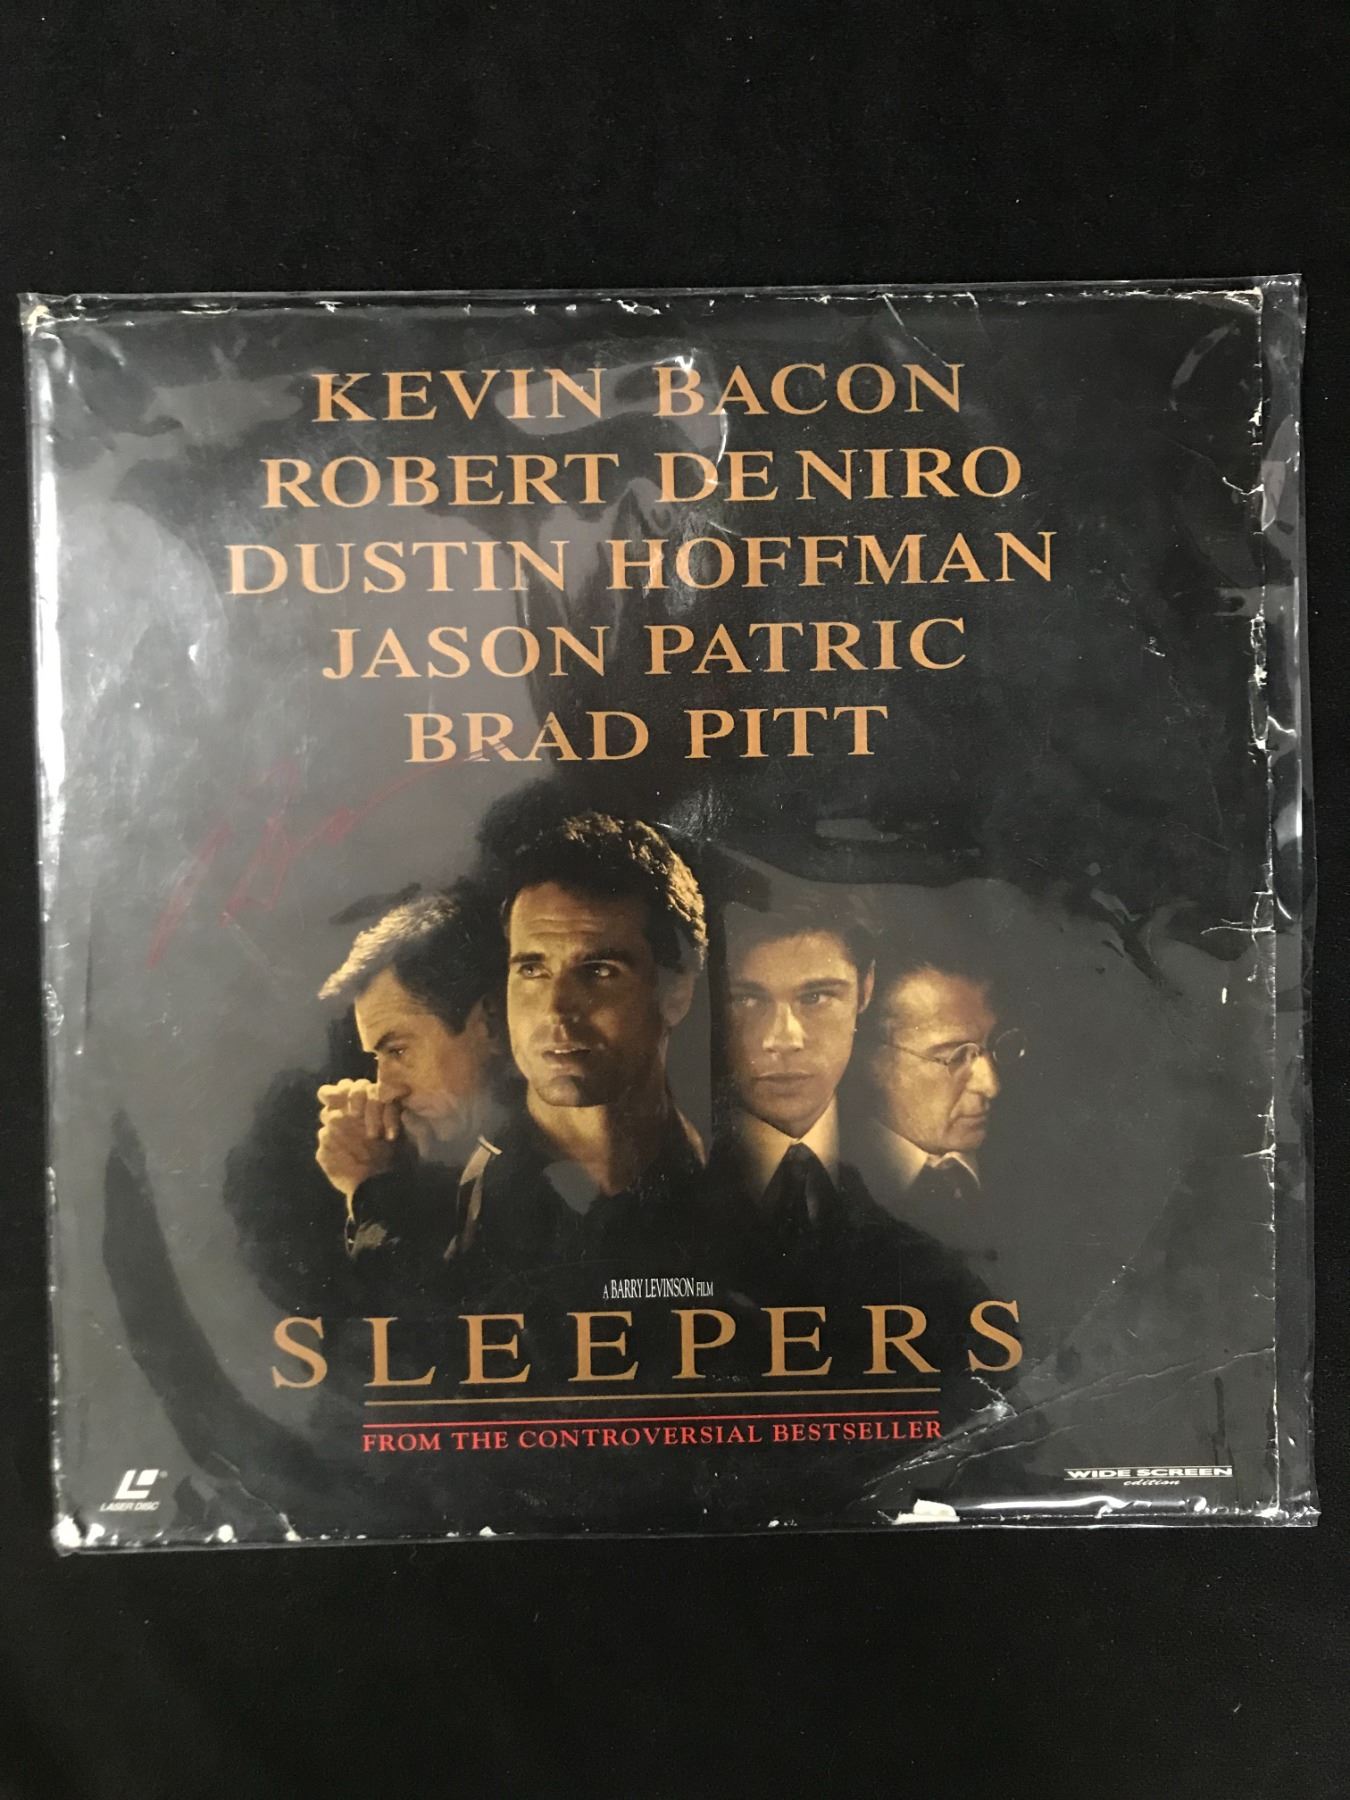 KEVIN BACON
ROBERT DE NIRO
DUSTIN HOFFMAN
JASON PATRIC
BRAD PITT
A BARRY LEVINSON FILM
SLEEPERS
FROM THE CONTROVERSIAL BESTSELLER
LASER DISC
WIDE SCREEN
edition